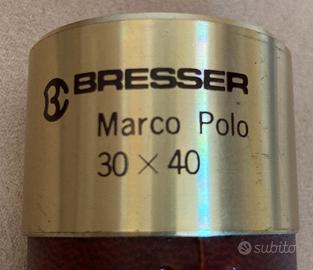 BRESSER
Marco Polo
30 × 40
subito